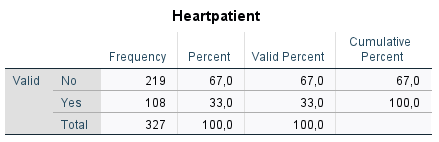 Heartpatient
Frequency Percent Valid Percent Cumulative Percent
Valid No 219 67,0 67,0 67,0
Yes 108 33,0 33,0 100,0
Total 327 100,0 100,0